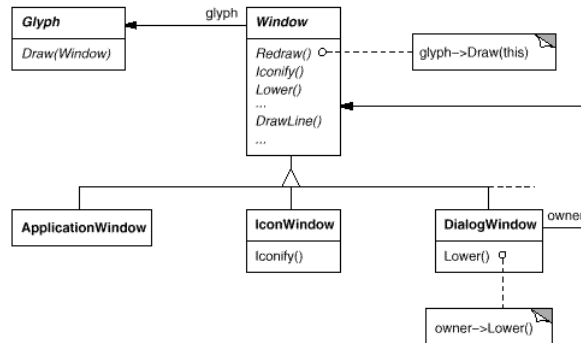 glyph
Glyph
Draw(Window)
Window
Redraw()
Iconify()
Lower()
...
DrawLine()
...
glyph->Draw(this)
ApplicationWindow
IconWindow
Iconify()
DialogWindow
Lower()
owner
owner->Lower()